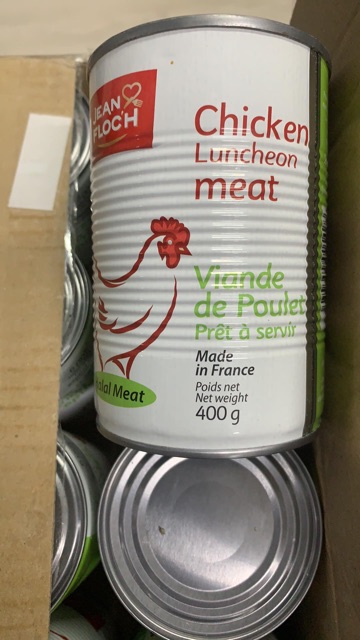 JEAN
FLOC'H
Chicken
Luncheon
meat
Viande
de Poulet
Prêt à servir
Made
in France
Poids net
Net weight
400 g
Halal Meat